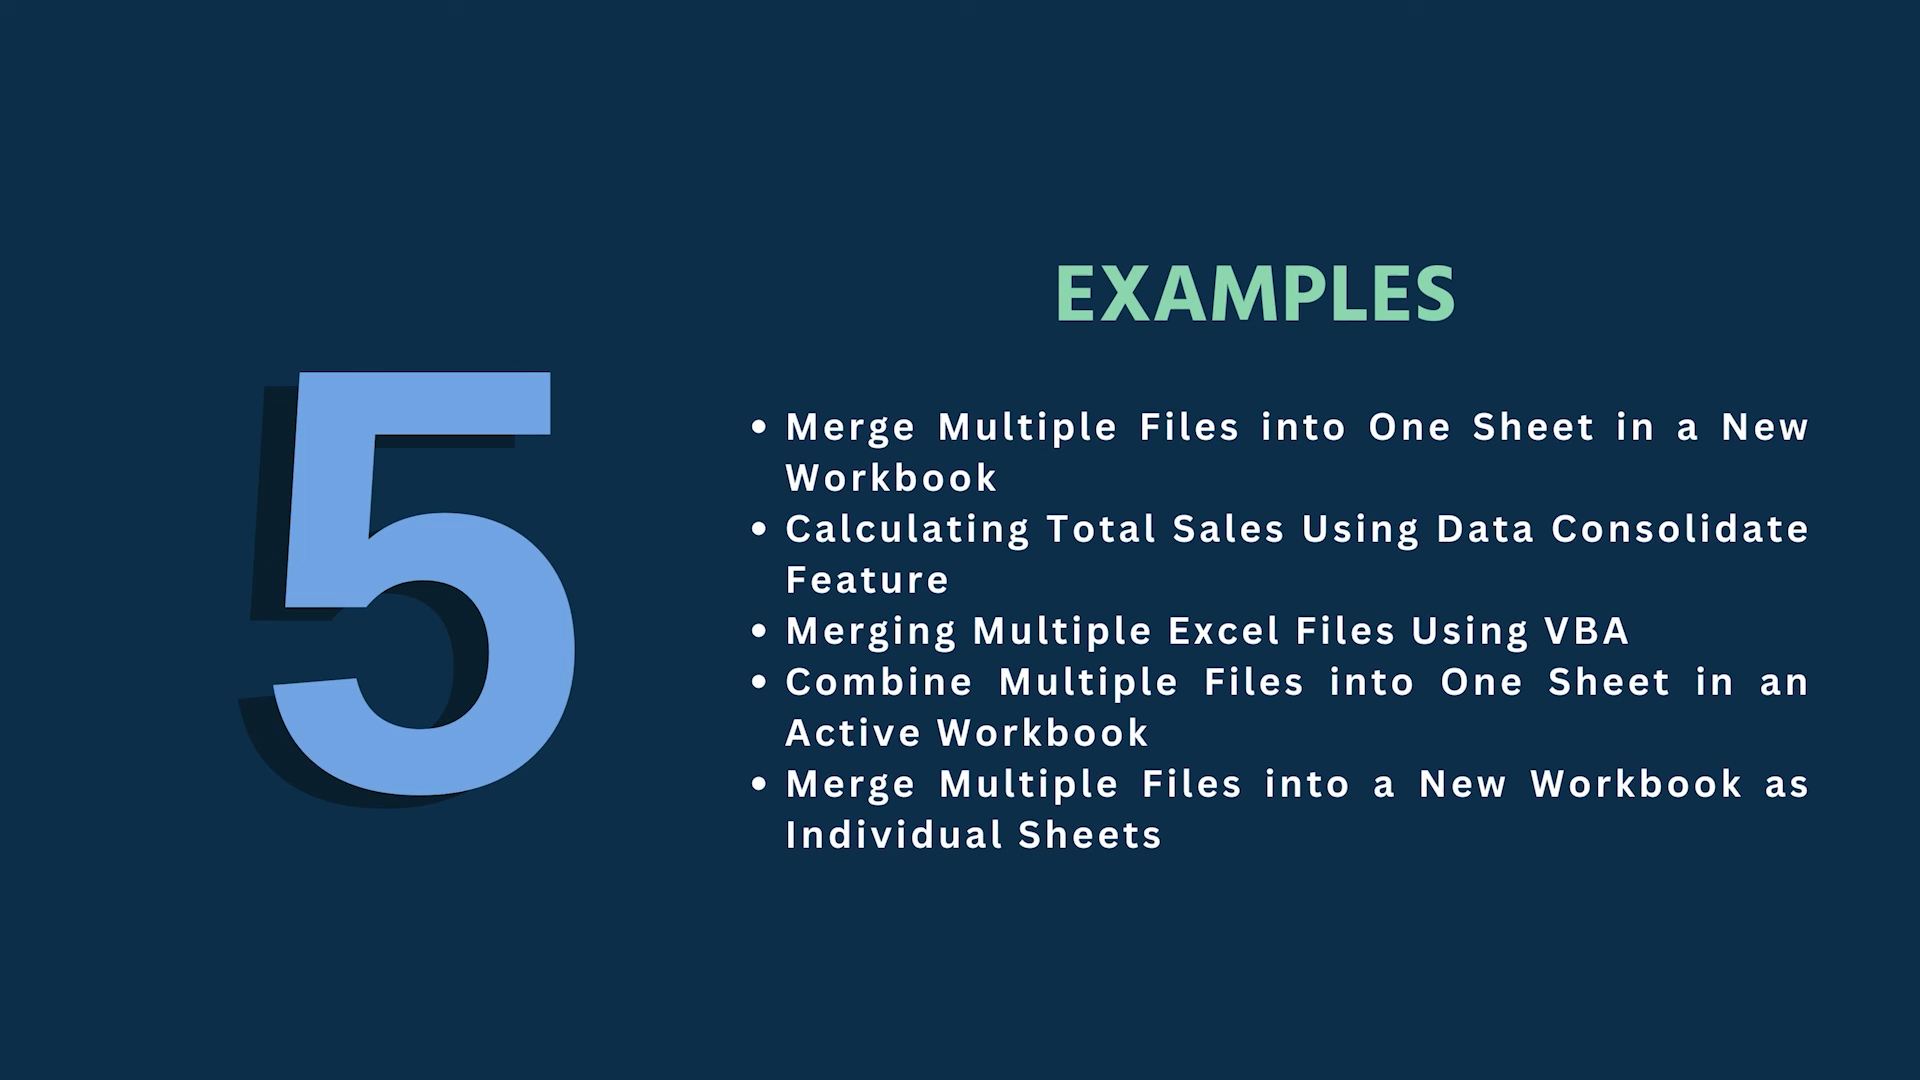 5
EXAMPLES
• Merge Multiple Files into One Sheet in a New
Workbook
• Calculating Total Sales Using Data Consolidate
Feature
• Merging Multiple Excel Files Using VBA
• Combine Multiple Files into One Sheet in an
Active Workbook
• Merge Multiple Files into a New Workbook as
Individual Sheets